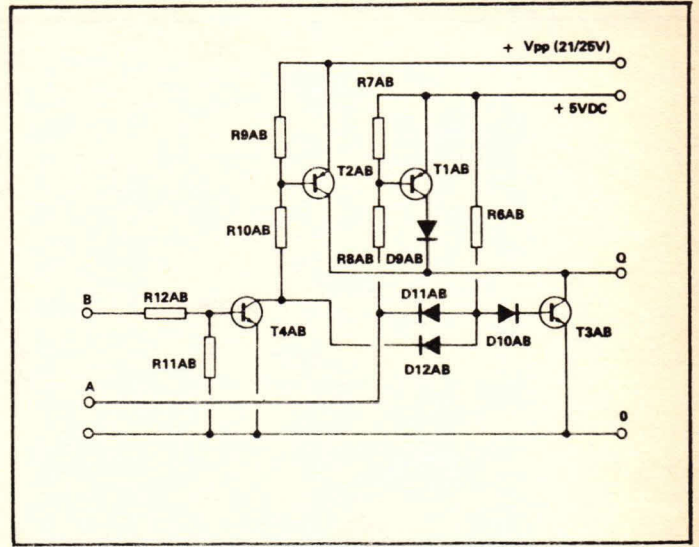 + Vpp (21/25V)
R7AB
+ 5VDC
R9AB
T2AB
T1AB
R10AB
R8AB
D9AB
R6AB
Q
B
R12AB
D11AB
T4AB
D10AB
T3AB
R11AB
D12AB
A
0